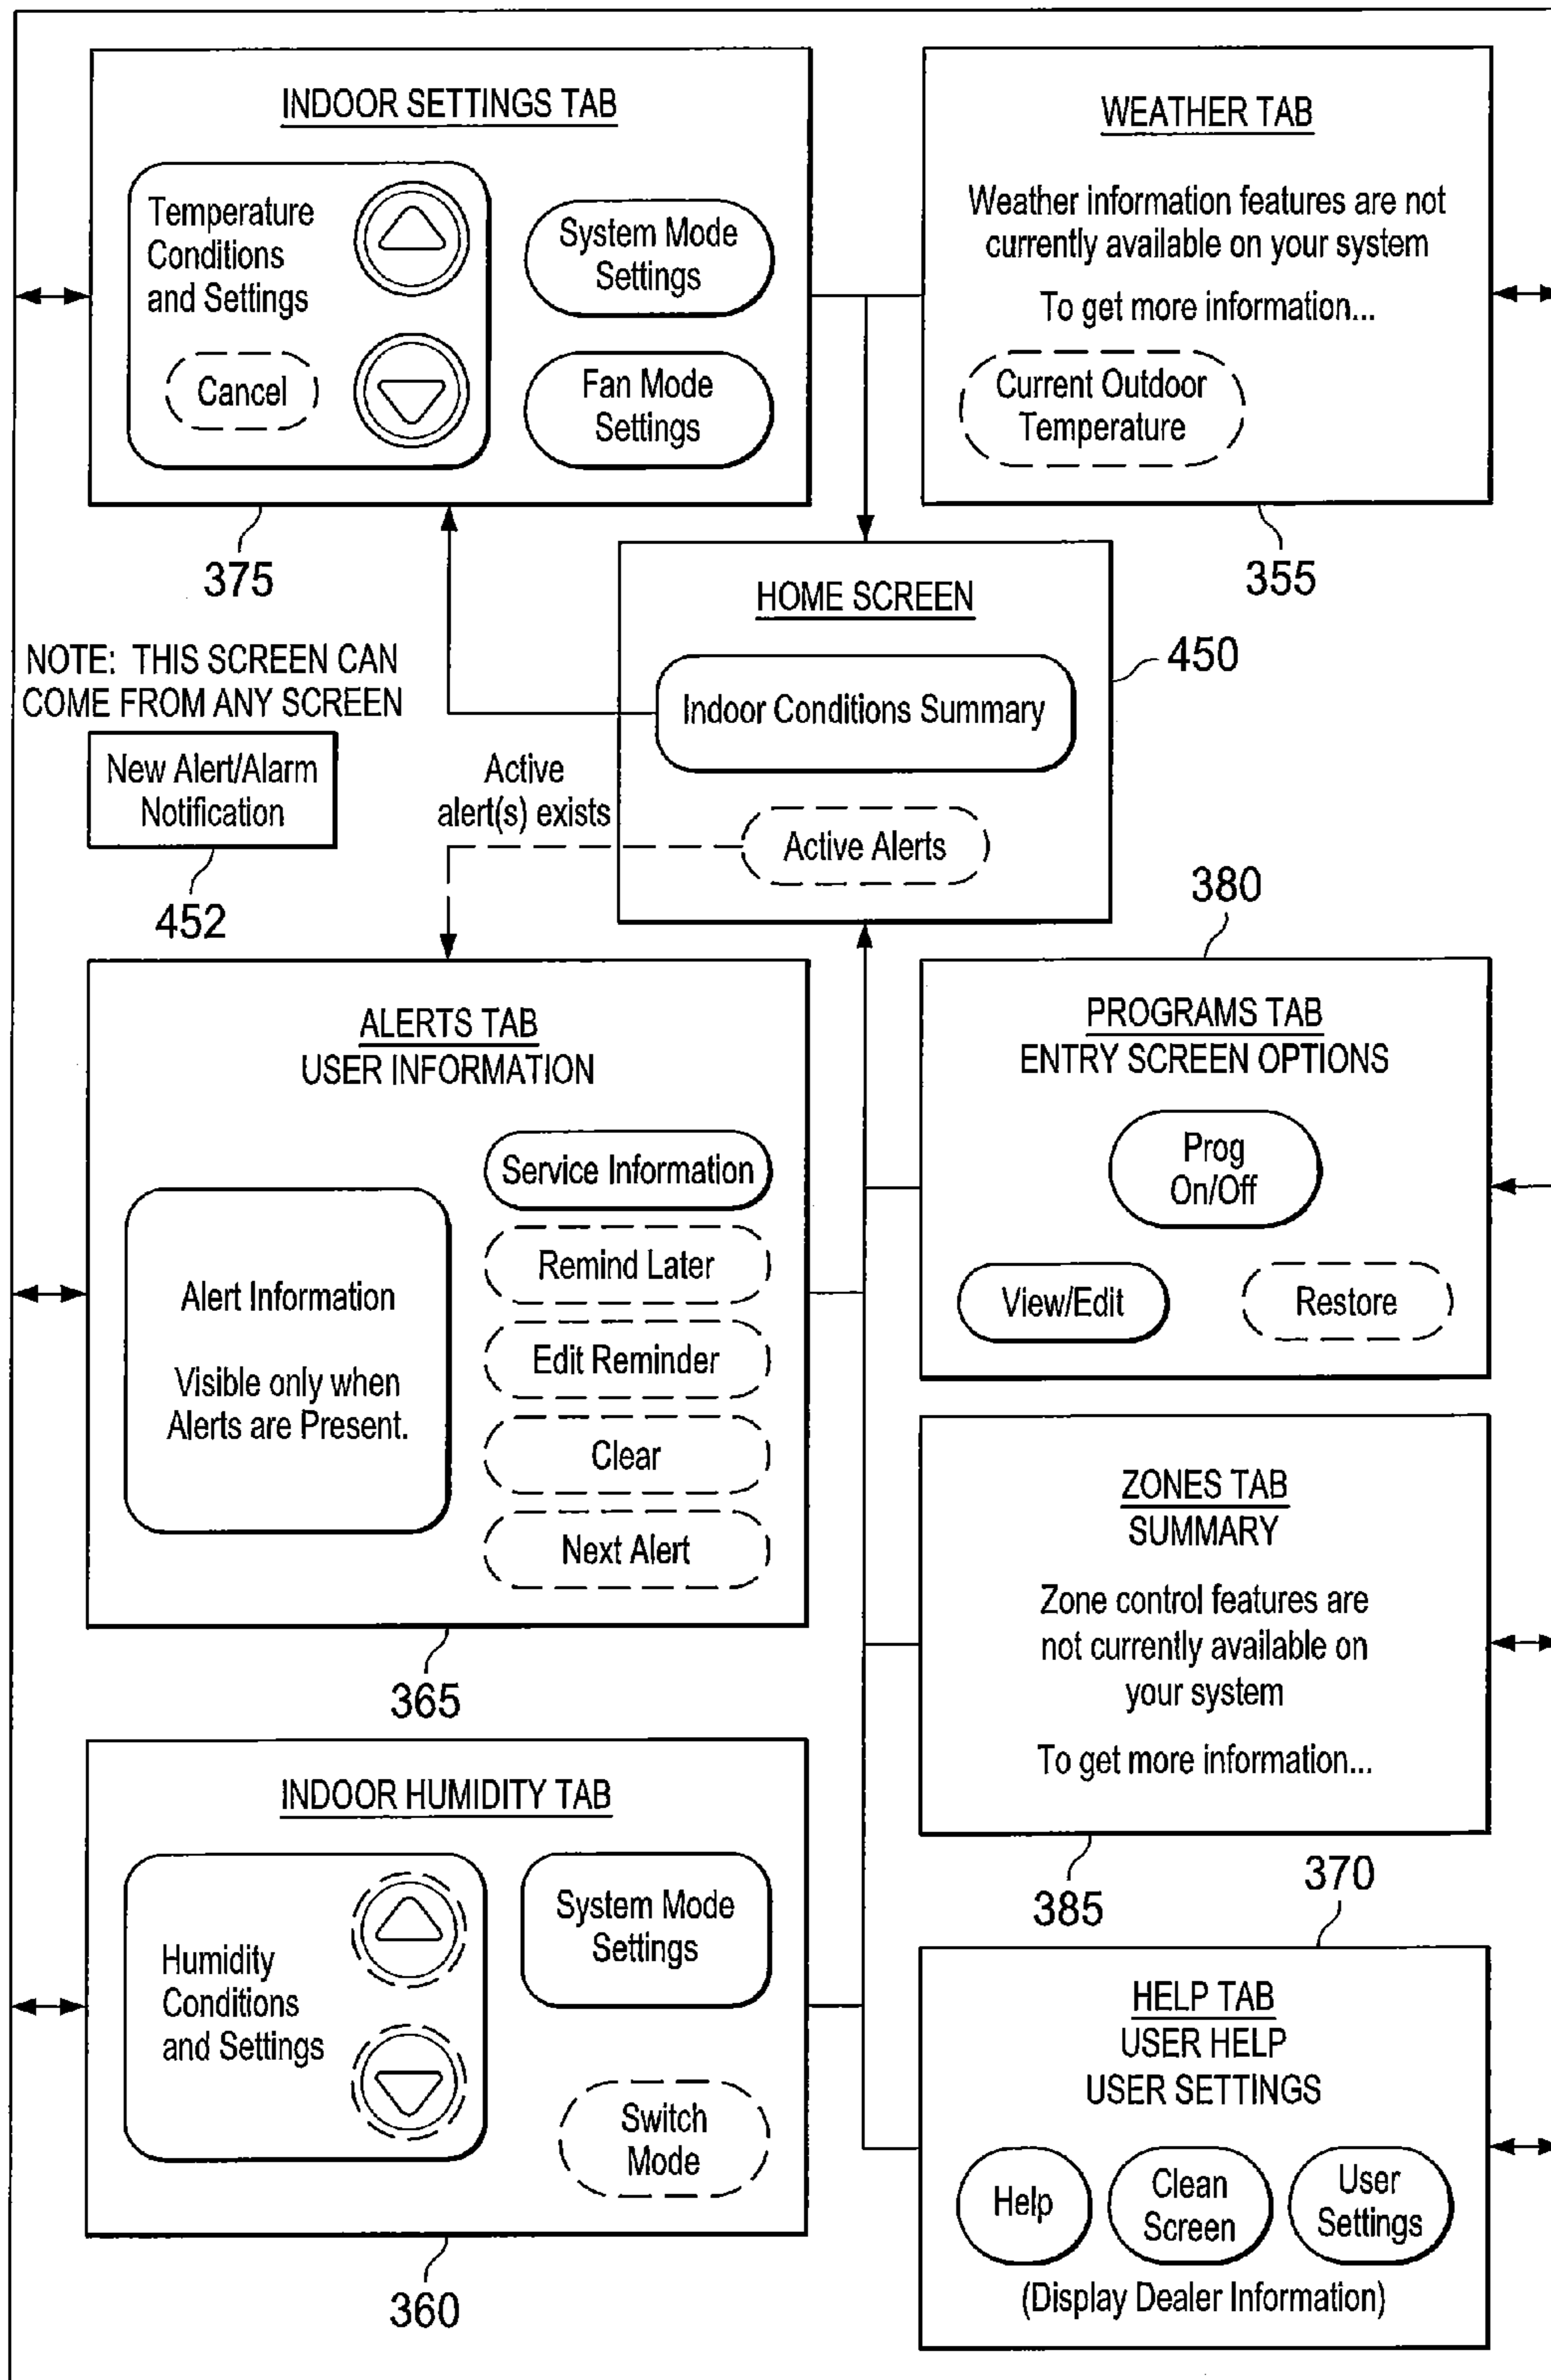 INDOOR SETTINGS TAB
Temperature
Conditions
and Settings
Cancel
System Mode
Settings
Fan Mode
Settings
375
WEATHER TAB
Weather information features are not
currently available on your system
To get more information...
Current Outdoor
Temperature
355
HOME SCREEN
Indoor Conditions Summary
Active Alerts
450
NOTE: THIS SCREEN CAN
COME FROM ANY SCREEN
New Alert/Alarm
Notification
452
Active
alert(s) exists
ALERTS TAB
USER INFORMATION
Alert Information
Visible only when
Alerts are Present.
Service Information
Remind Later
Edit Reminder
Clear
Next Alert
365
380
PROGRAMS TAB
ENTRY SCREEN OPTIONS
Prog
On/Off
View/Edit
Restore
ZONES TAB
SUMMARY
Zone control features are
not currently available on
your system
To get more information...
385
INDOOR HUMIDITY TAB
Humidity
Conditions
and Settings
System Mode
Settings
Switch
Mode
360
370
HELP TAB
USER HELP
USER SETTINGS
Help
Clean
Screen
User
Settings
(Display Dealer Information)